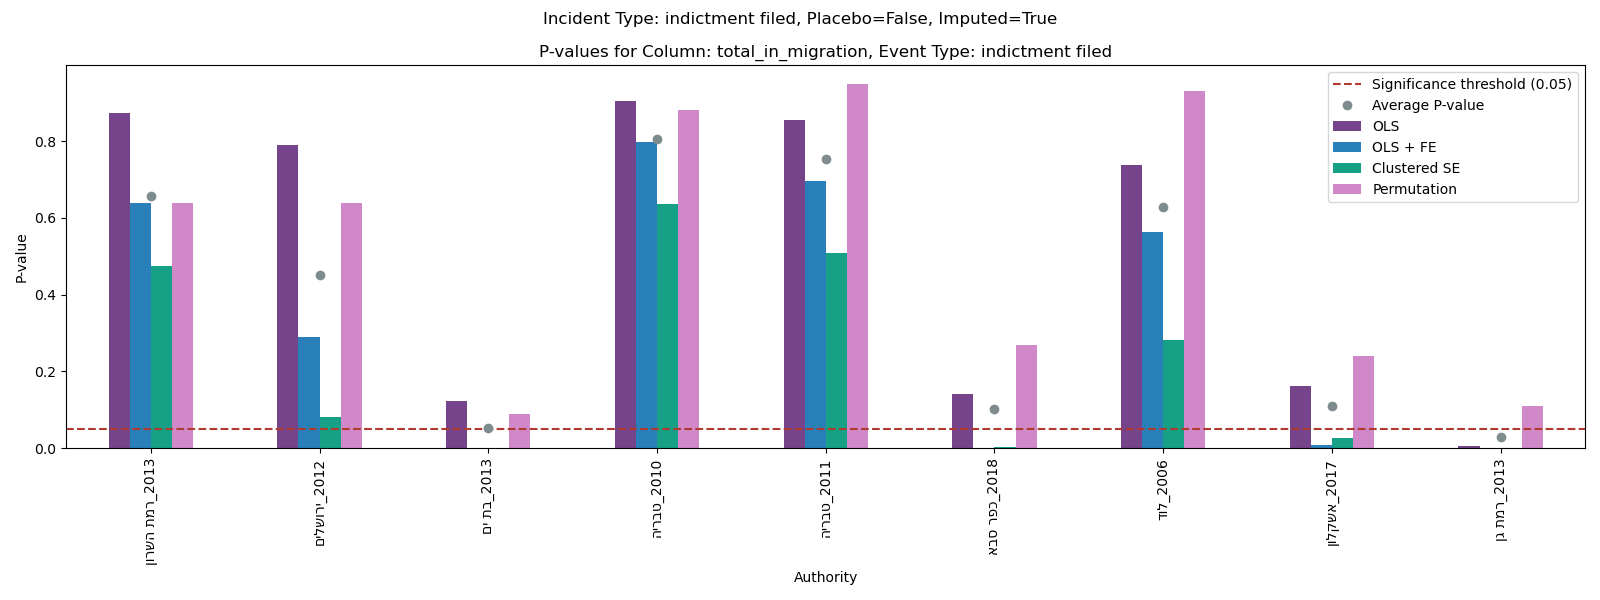 Incident Type: indictment filed, Placebo=False, Imputed=True
P-values for Column: total_in_migration, Event Type: indictment filed
Significance threshold (0.05)
Average P-value
OLS
OLS + FE
Clustered SE
Permutation
P-value
0.8
0.6
0.4
0.2
0.0
רמת השרון_2013
ירושלים_2012
בת ים_2013
טבריה_2010
טבריה_2011
כפר סבא_2018
לוד_2006
אשקלון_2017
רמת גן_2013
Authority